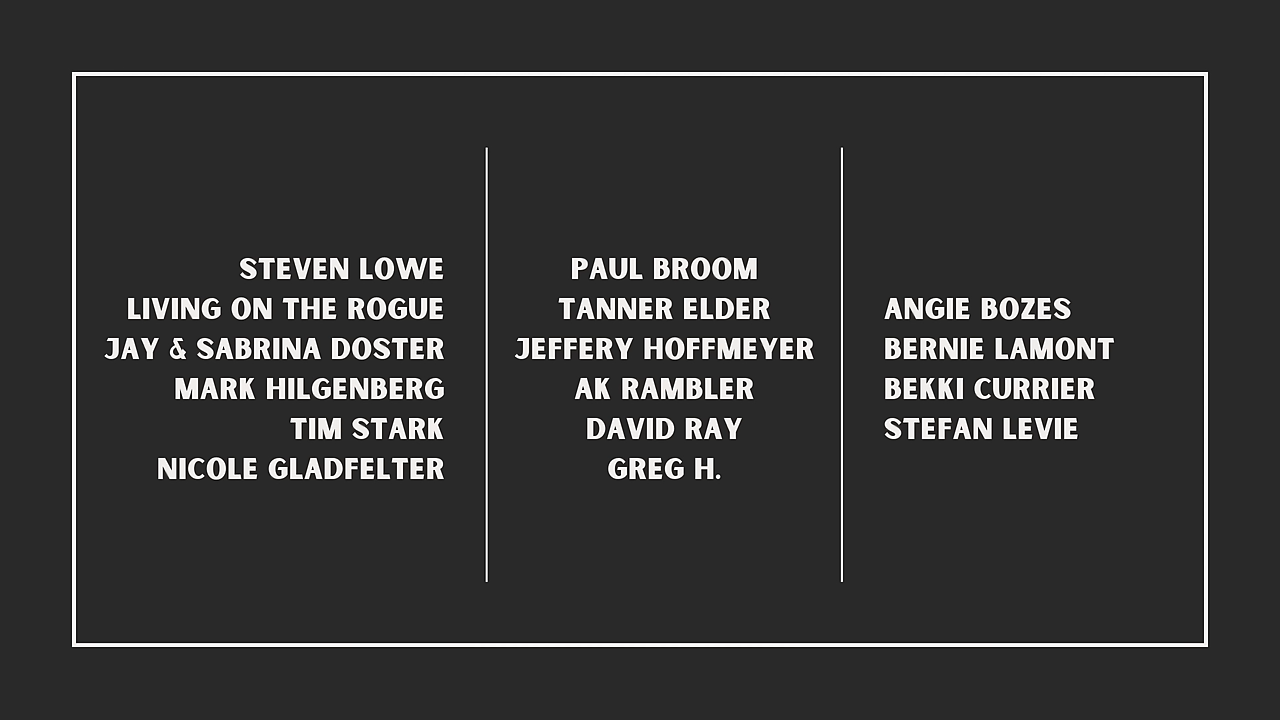 STEVEN LOWE
LIVING ON THE ROGUE
JAY & SABRINA DOSTER
MARK HILGENBERG
TIM STARK
NICOLE GLADFELTER
PAUL BROOM
TANNER ELDER
JEFFERY HOFFMEYER
AK RAMBLER
DAVID RAY
GREG H.
ANGIE BOZES
BERNIE LAMONT
BEKKI CURRIER
STEFAN LEVIE